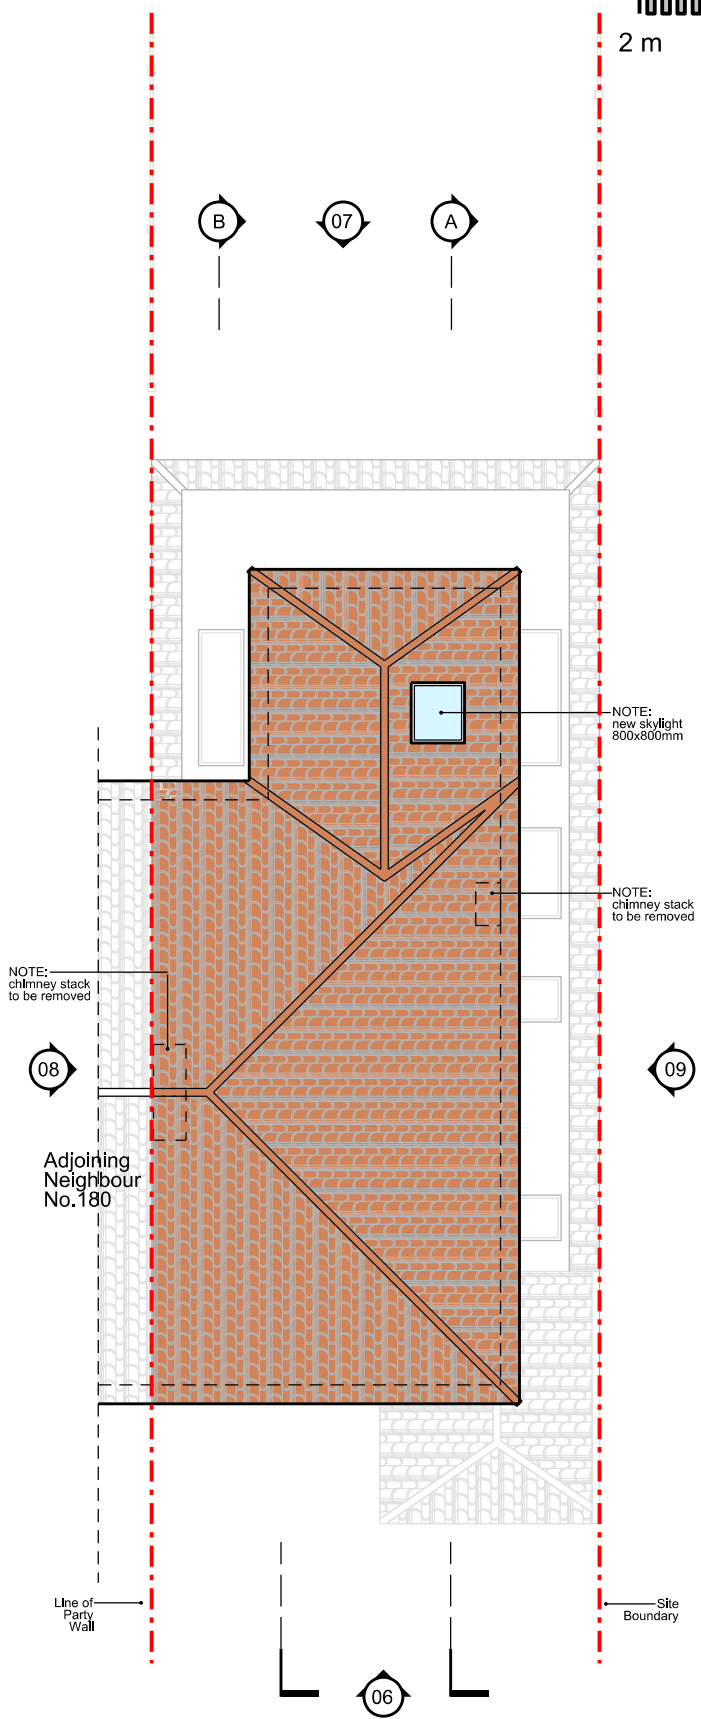 2 m
B
07
A
NOTE:
new skylight
800x800mm
NOTE:
chimney stack
to be removed
NOTE:
chimney stack
to be removed
08
09
Adjoining
Neighbour
No.180
Line of
Party
Wall
Site
Boundary
06